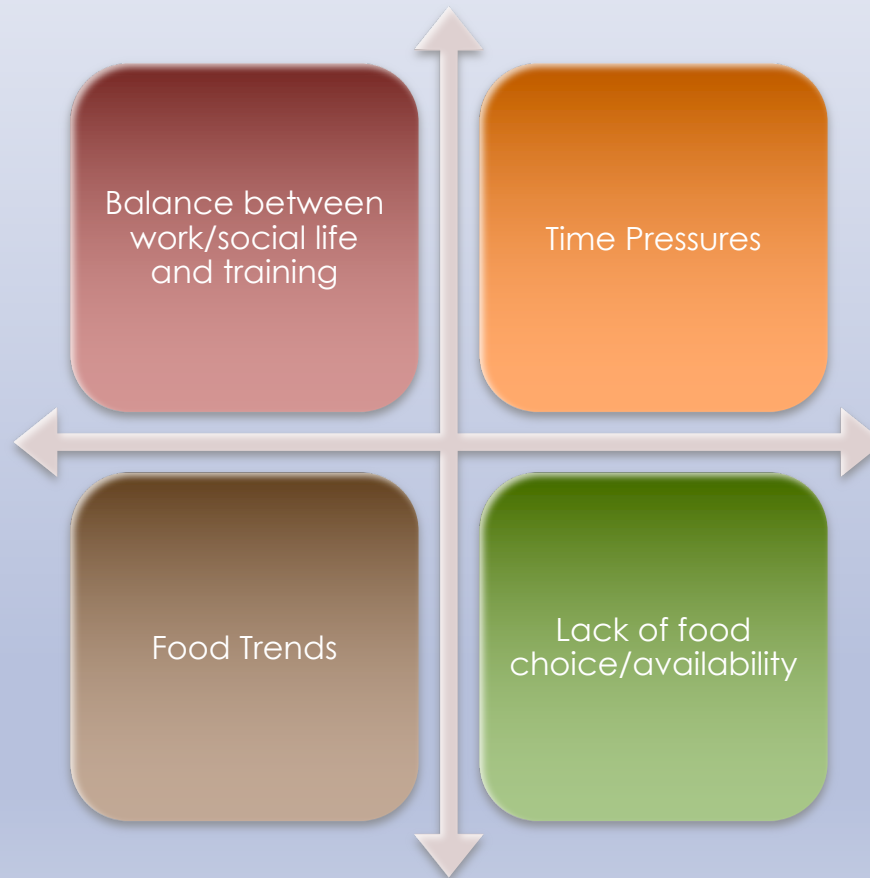 Balance between
work/social life
and training
Time Pressures
Food Trends
Lack of food
choice/availability